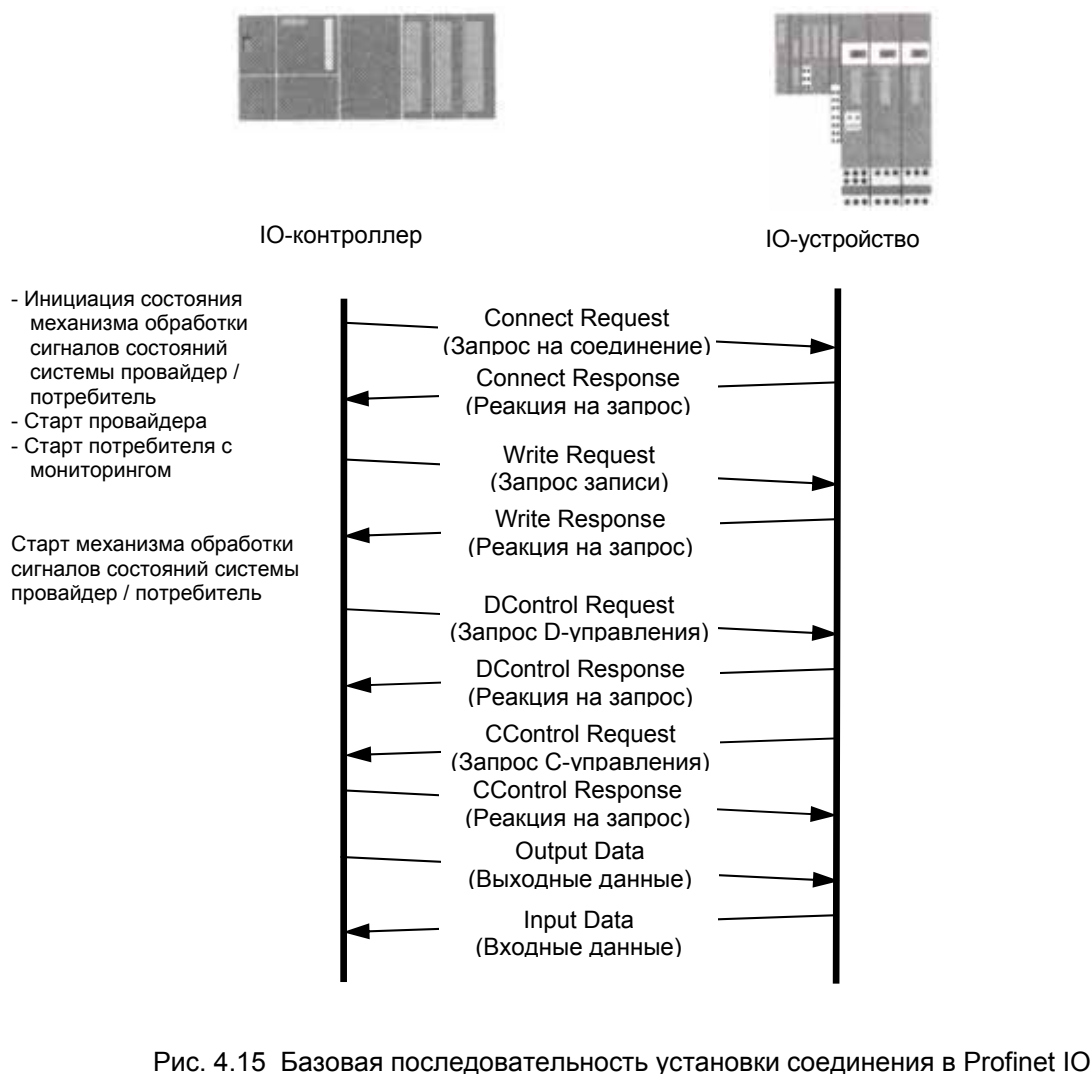 IO-контроллер
IO-устройство
- Инициация состояния
механизма обработки
сигналов состояний
системы провайдер /
потребитель
- Старт провайдера
- Старт потребителя с
мониторингом
Старт механизма обработки
сигналов состояний системы
провайдер / потребитель
Connect Request
(Запрос на соединение)
Connect Response
(Реакция на запрос)
Write Request
(Запрос записи)
Write Response
(Реакция на запрос)
DControl Request
(Запрос D-управления)
DControl Response
(Реакция на запрос)
CControl Request
(Запрос C-управления)
CControl Response
(Реакция на запрос)
Output Data
(Выходные данные)
Input Data
(Входные данные)
Рис. 4.15 Базовая последовательность установки соединения в Profinet IO